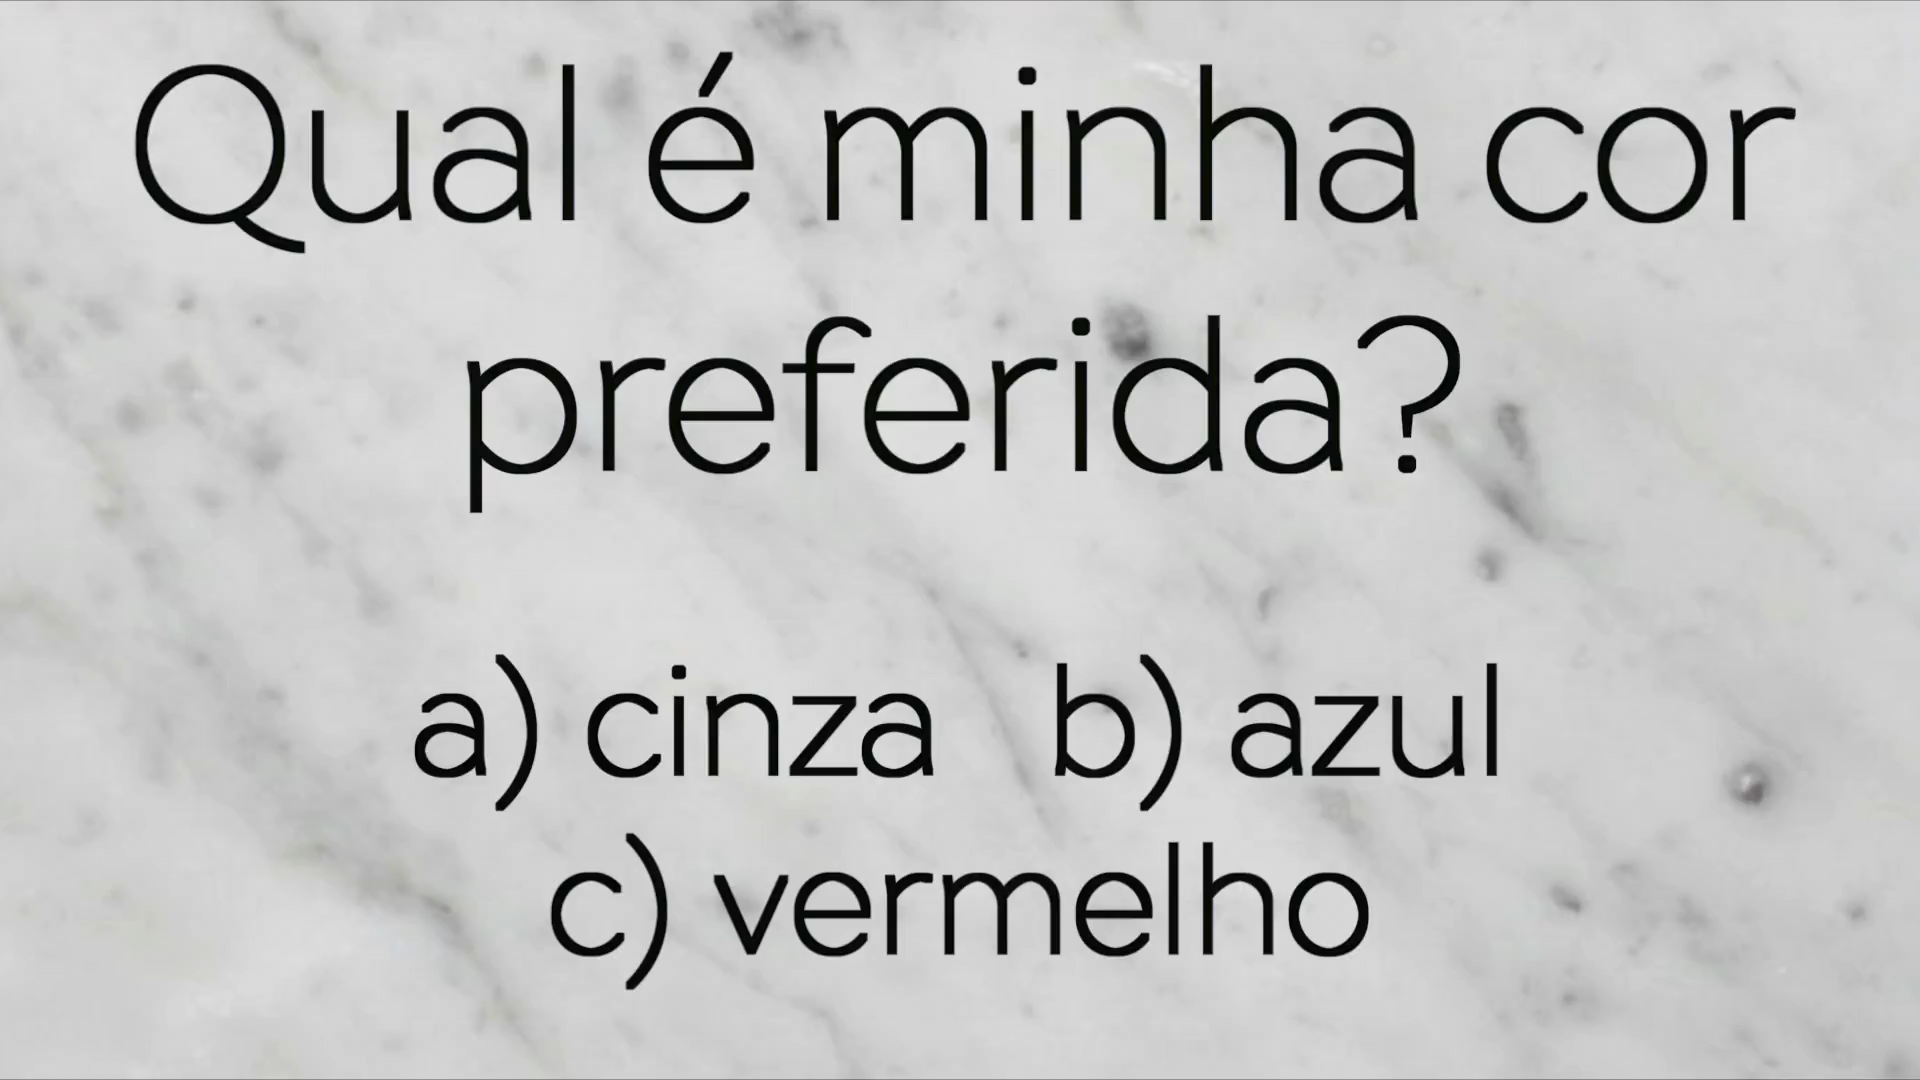 Qual é minha cor
preferida?
a) cinza b) azul
c) vermelho